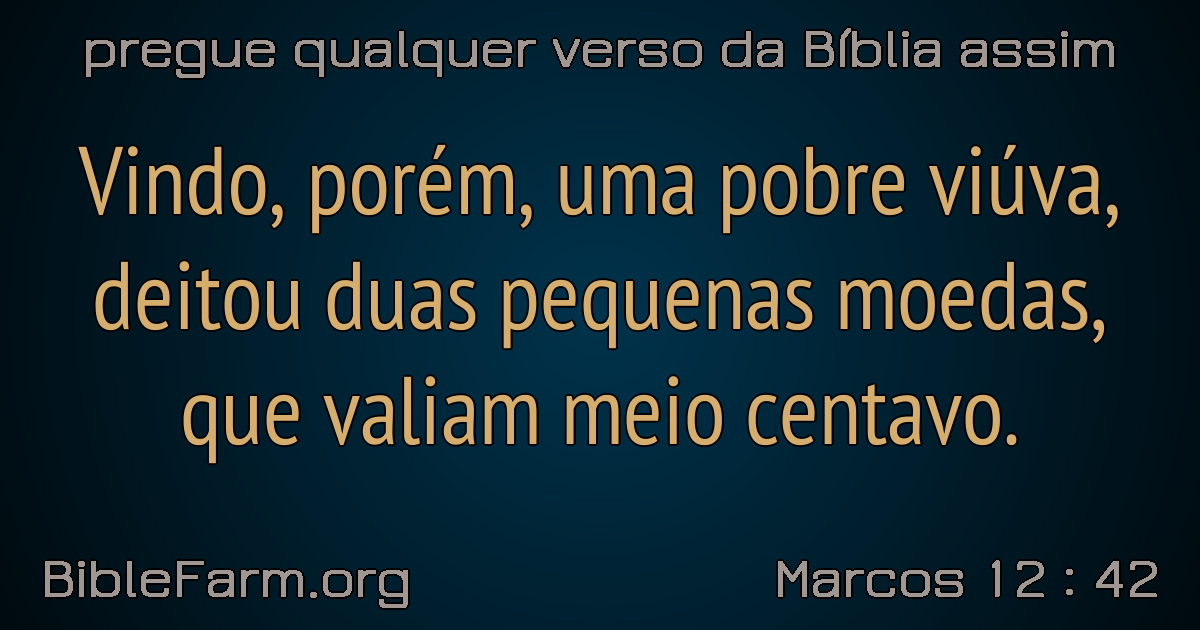 pregue qualquer verso da Bíblia assim
Vindo, porém, uma pobre viúva,
deitou duas pequenas moedas,
que valiam meio centavo.
BibleFarm.org
Marcos 12 : 42